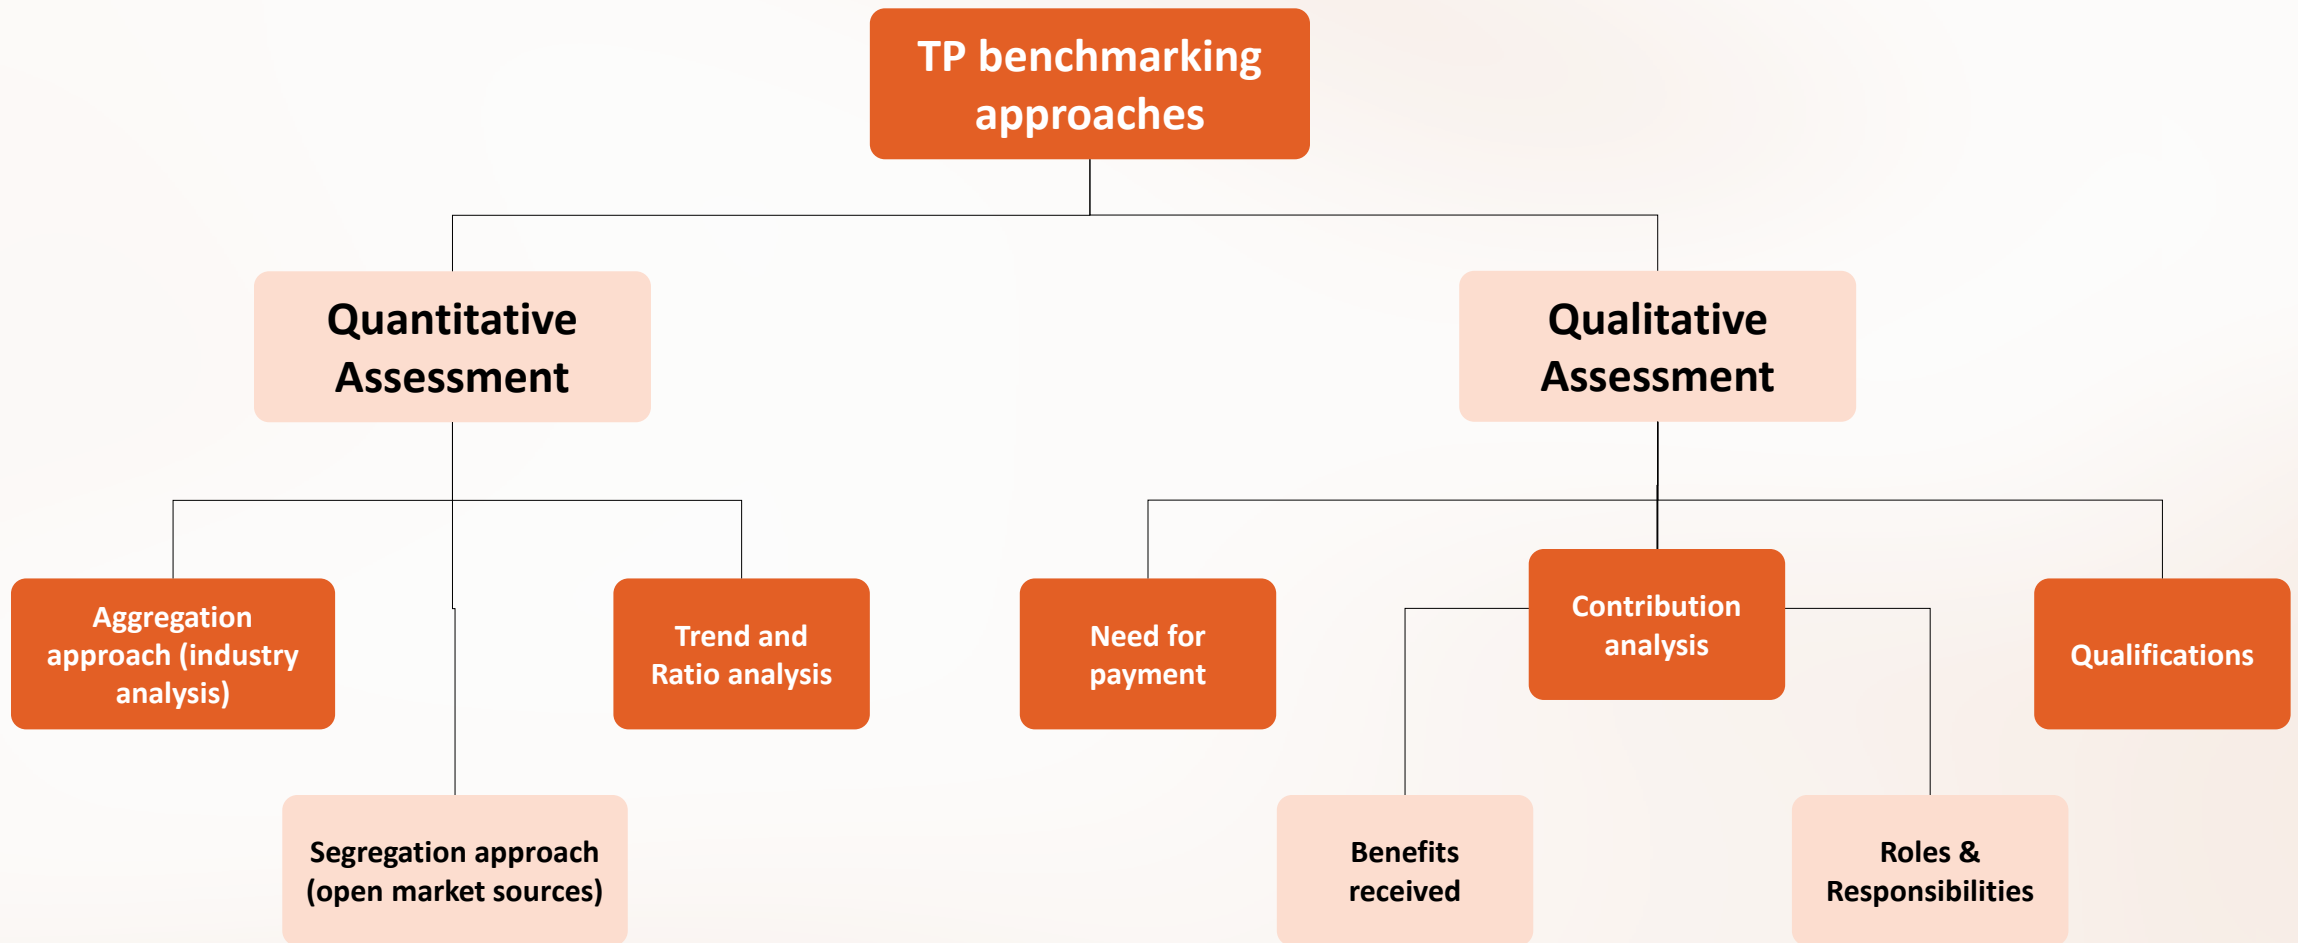 TP benchmarking
approaches
Quantitative
Assessment
Qualitative
Assessment
Aggregation
approach (industry
analysis)
Trend and
Ratio analysis
Need for
payment
Contribution
analysis
Qualifications
Segregation approach
(open market sources)
Benefits
received
Roles &
Responsibilities